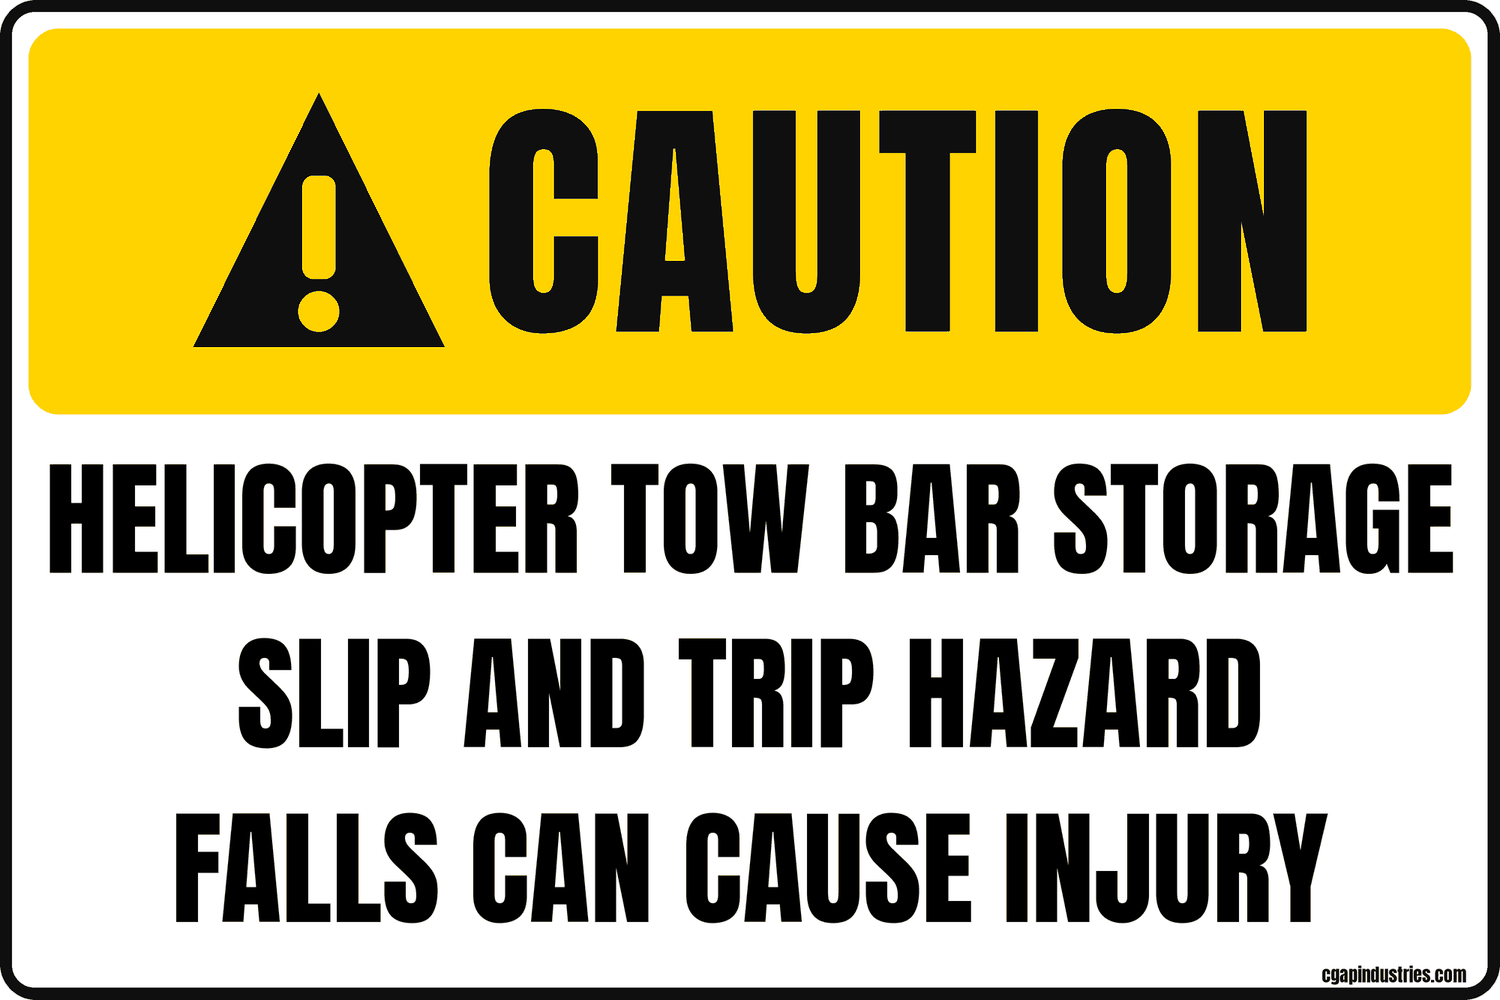 CAUTION
HELICOPTER TOW BAR STORAGE
SLIP AND TRIP HAZARD
FALLS CAN CAUSE INJURY
cgapindustries.com